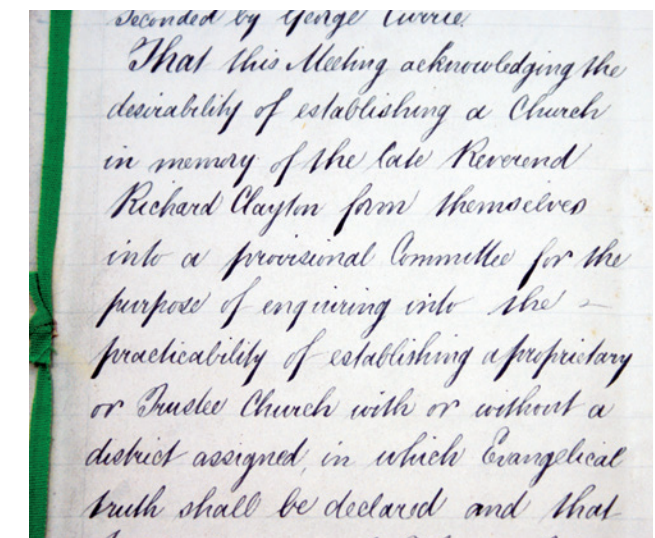 Seconded by George Currie
That this Meeting acknowledging the
desirability of establishing a Church
in memory of the late Reverend
Richard Clayton form themselves
into a provisional Committee for the
purpose of enquiring into the –
practicability of establishing a proprietary
or Trustee Church with or without a
district assigned, in which Evangelical
truth shall be declared and that